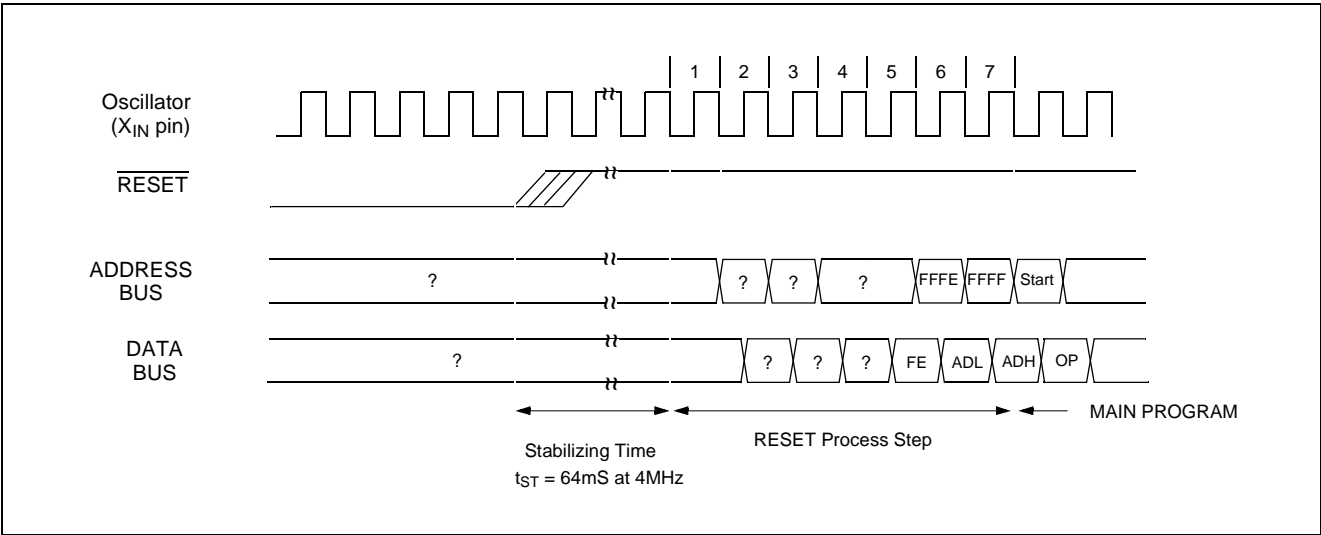 1 2 3 4 5 6 7
Oscillator
(XIN pin)
RESET
ADDRESS
BUS
? ? ? ? FFFE FFFF Start
DATA
BUS
? ? ? ? FE ADL ADH OP
MAIN PROGRAM
Stabilizing Time
tST = 64mS at 4MHz
RESET Process Step